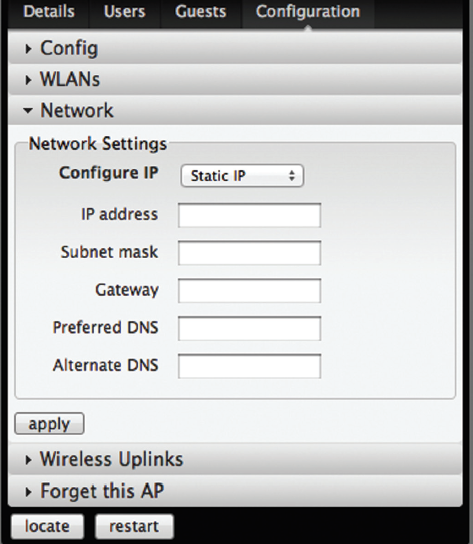 Details Users Guests Configuration
Config
WLANs
Network
Network Settings
Configure IP Static IP
IP address
Subnet mask
Gateway
Preferred DNS
Alternate DNS
apply
Wireless Uplinks
Forget this AP
locate restart